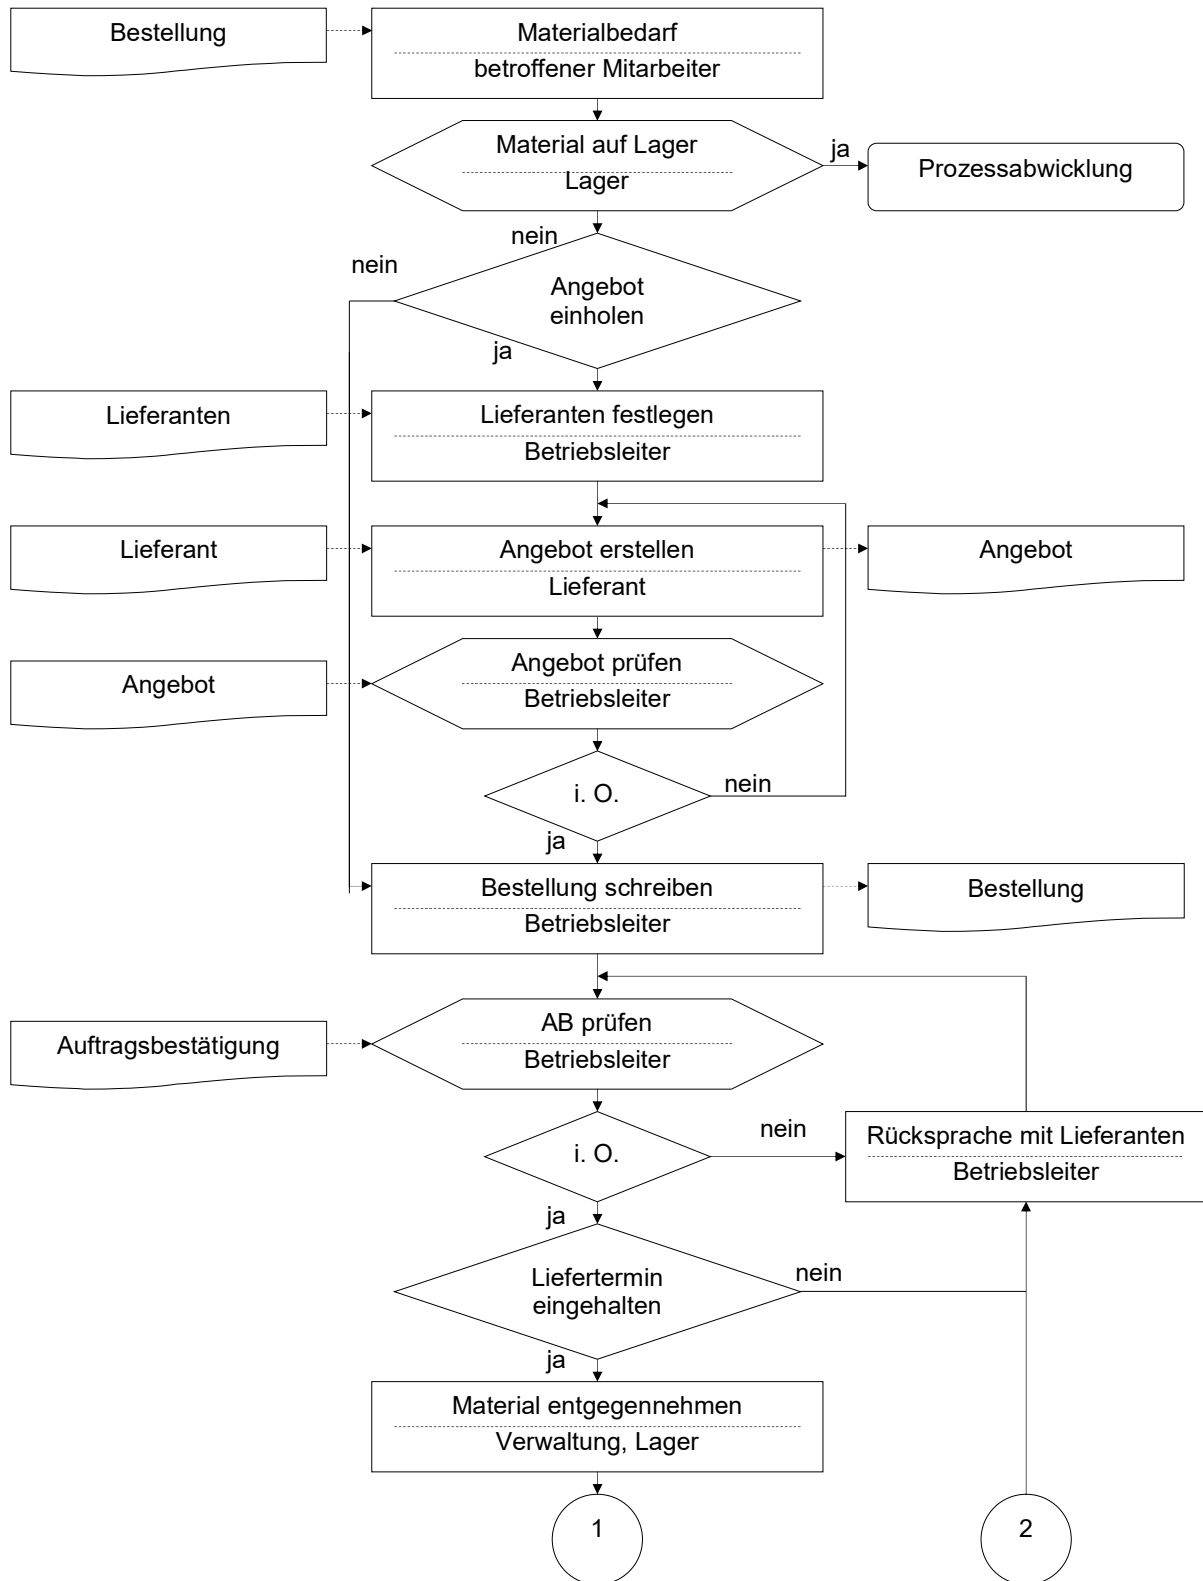 Bestellung
Materialbedarf
betroffener Mitarbeiter
Material auf Lager
Lager
ja
Prozessabwicklung
nein
nein
Angebot
einholen
ja
Lieferanten
Lieferanten festlegen
Betriebsleiter
Lieferant
Angebot erstellen
Lieferant
Angebot
Angebot
Angebot prüfen
Betriebsleiter
i. O.
nein
ja
Bestellung schreiben
Betriebsleiter
Bestellung
Auftragsbestätigung
AB prüfen
Betriebsleiter
i. O.
nein
Rücksprache mit Lieferanten
Betriebsleiter
ja
Liefertermin
eingehalten
nein
ja
Material entgegennehmen
Verwaltung, Lager
1
2